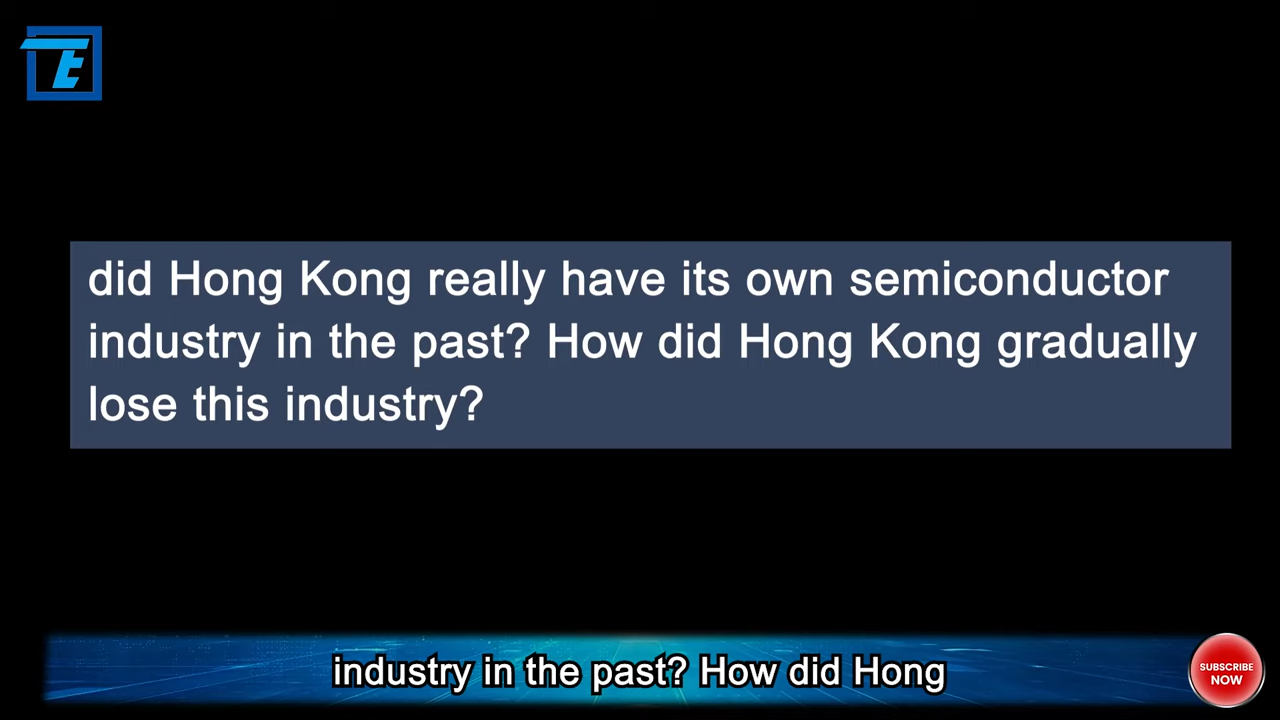 TE
did Hong Kong really have its own semiconductor
industry in the past? How did Hong Kong gradually
lose this industry?
industry in the past? How did Hong
SUBSCRIBE
NOW